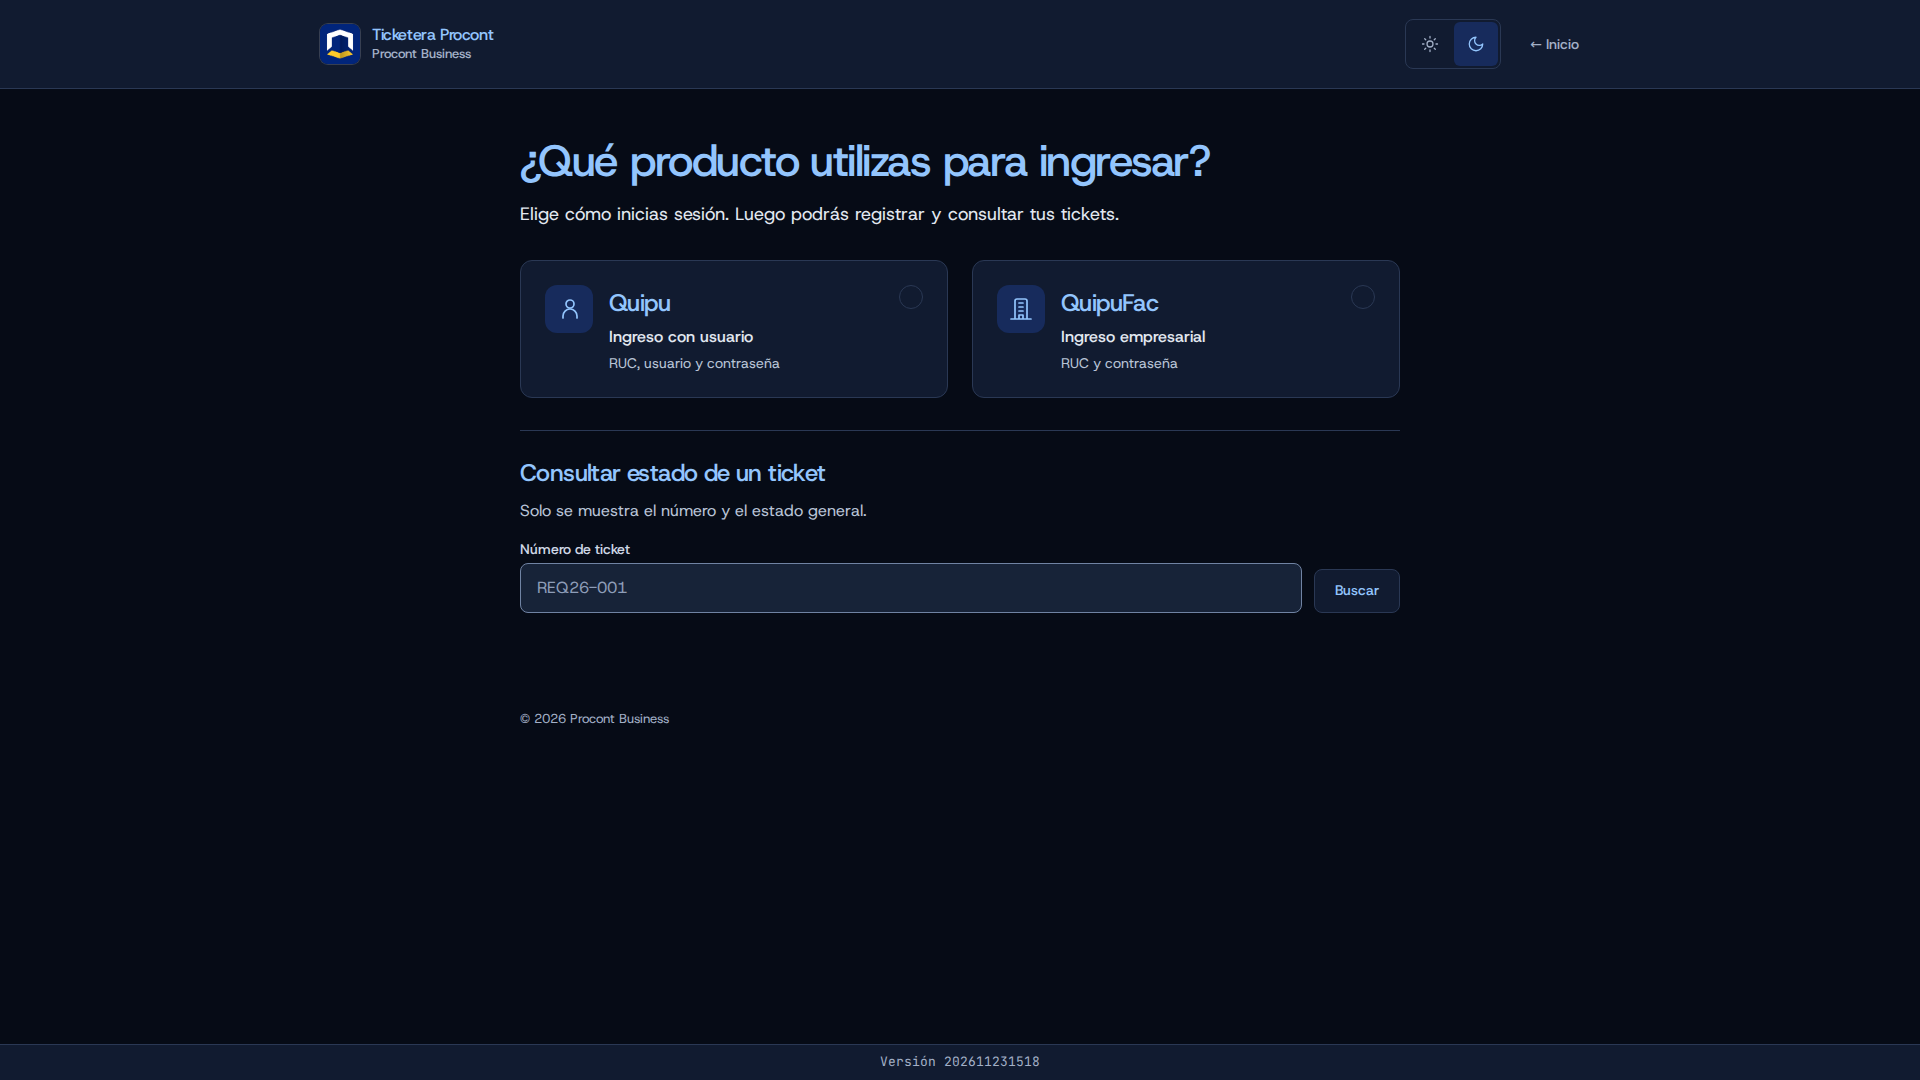 Ticketera Procont
Procont Business
← Inicio
¿Qué producto utilizas para ingresar?
Elige cómo inicias sesión. Luego podrás registrar y consultar tus tickets.
Quipu
Ingreso con usuario
RUC, usuario y contraseña
QuipuFac
Ingreso empresarial
RUC y contraseña
Consultar estado de un ticket
Solo se muestra el número y el estado general.
Número de ticket
REQ26-001
Buscar
© 2026 Procont Business
Versión 202611231518